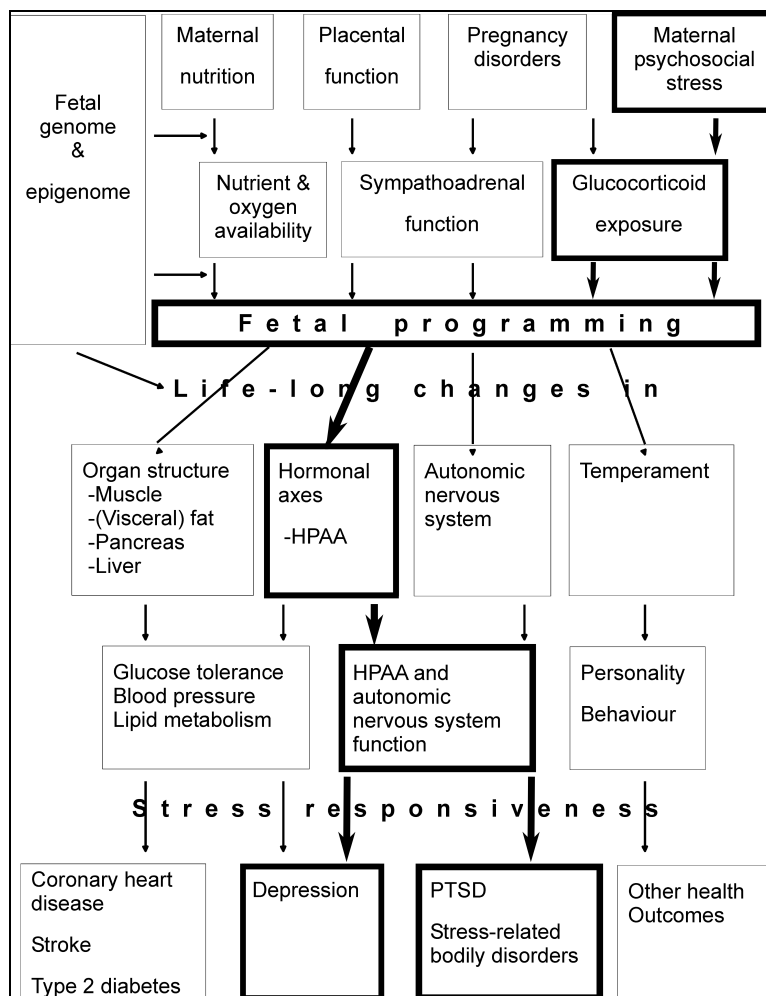 Maternal
nutrition
Placental
function
Pregnancy
disorders
Maternal
psychosocial
stress
Fetal
genome
&
epigenome
Nutrient &
oxygen
availability
Sympathoadrenal
function
Glucocorticoid
exposure
Fetal programming
Life-long changes in
Organ structure
-Muscle
-(Visceral) fat
-Pancreas
-Liver
Hormonal
axes
-HPAA
Autonomic
nervous
system
Temperament
Glucose tolerance
Blood pressure
Lipid metabolism
HPAA and
autonomic
nervous system
function
Personality
Behaviour
Stress responsiveness
Coronary heart
disease
Stroke
Type 2 diabetes
Depression
PTSD
Stress-related
bodily disorders
Other health
Outcomes